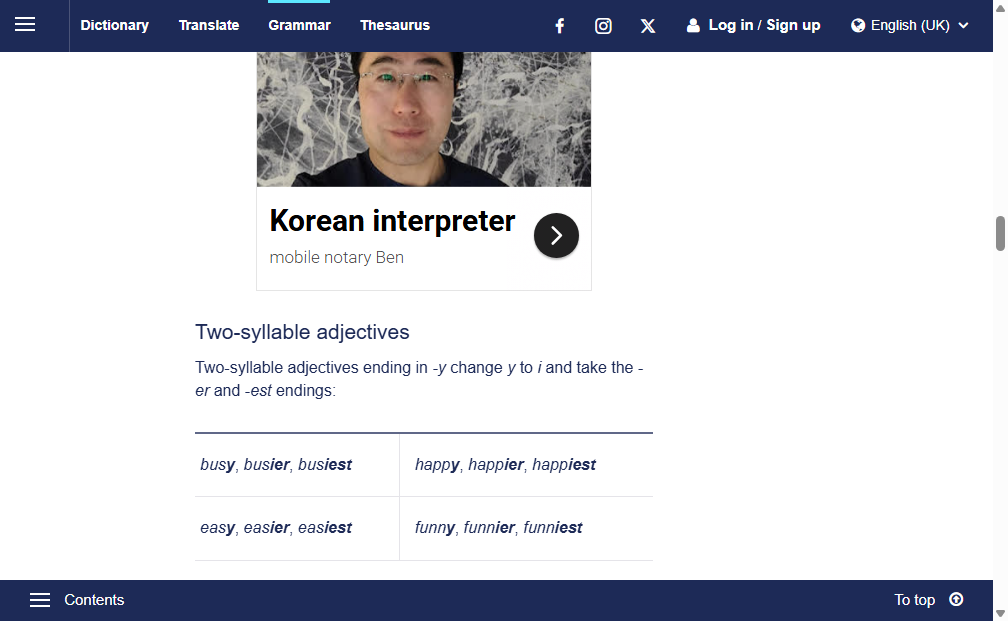 Dictionary Translate Grammar Thesaurus Log in / Sign up English (UK)
Korean interpreter
mobile notary Ben
Two-syllable adjectives
Two-syllable adjectives ending in -y change y to i and take the -
er and -est endings:
busy, busier, busiest happy, happier, happiest
easy, easier, easiest funny, funnier, funniest
Contents To top